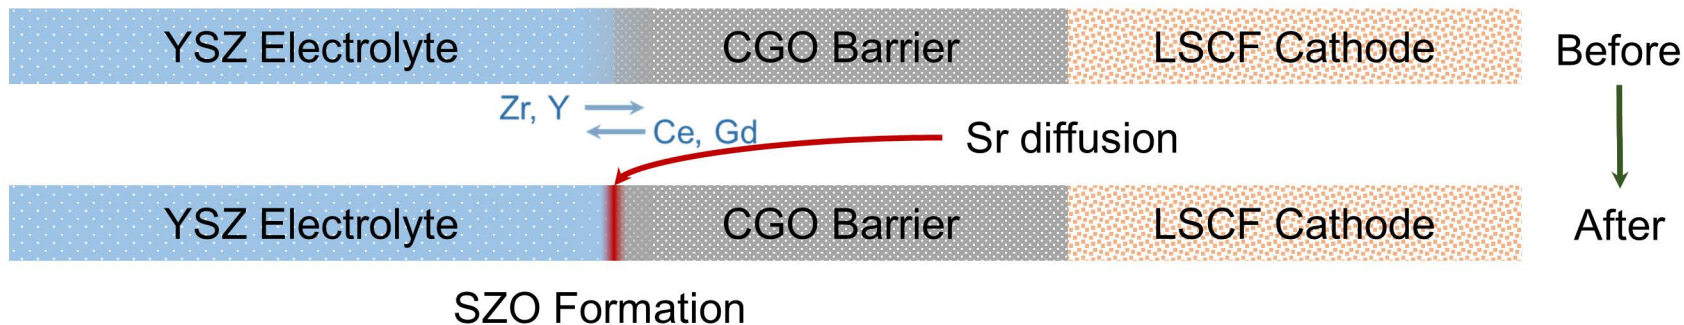 YSZ Electrolyte CGO Barrier LSCF Cathode Before
Zr, Y
Ce, Gd
Sr diffusion
YSZ Electrolyte CGO Barrier LSCF Cathode After
SZO Formation